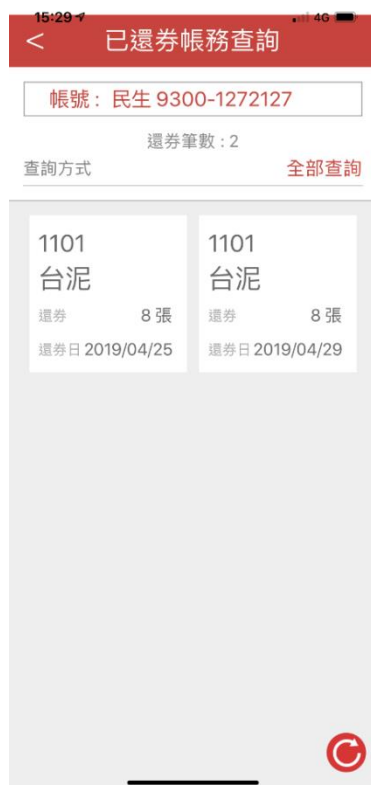 15:29 4G
< 已還券帳務查詢
帳號 : 民生 9300-1272127
還券筆數 : 2
查詢方式 全部查詢
1101
台泥
還券 8 張
還券日 2019/04/25
1101
台泥
還券 8 張
還券日 2019/04/29